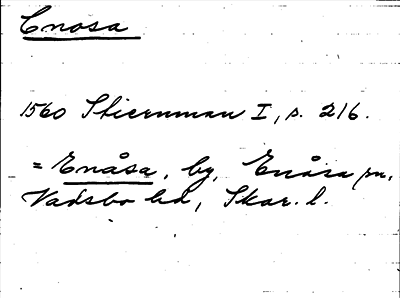 Enosa
1560 Stiernman I, s. 216.
= Enåsa, by, Enåsa sn,
Vadsbo hd, Skar. l.